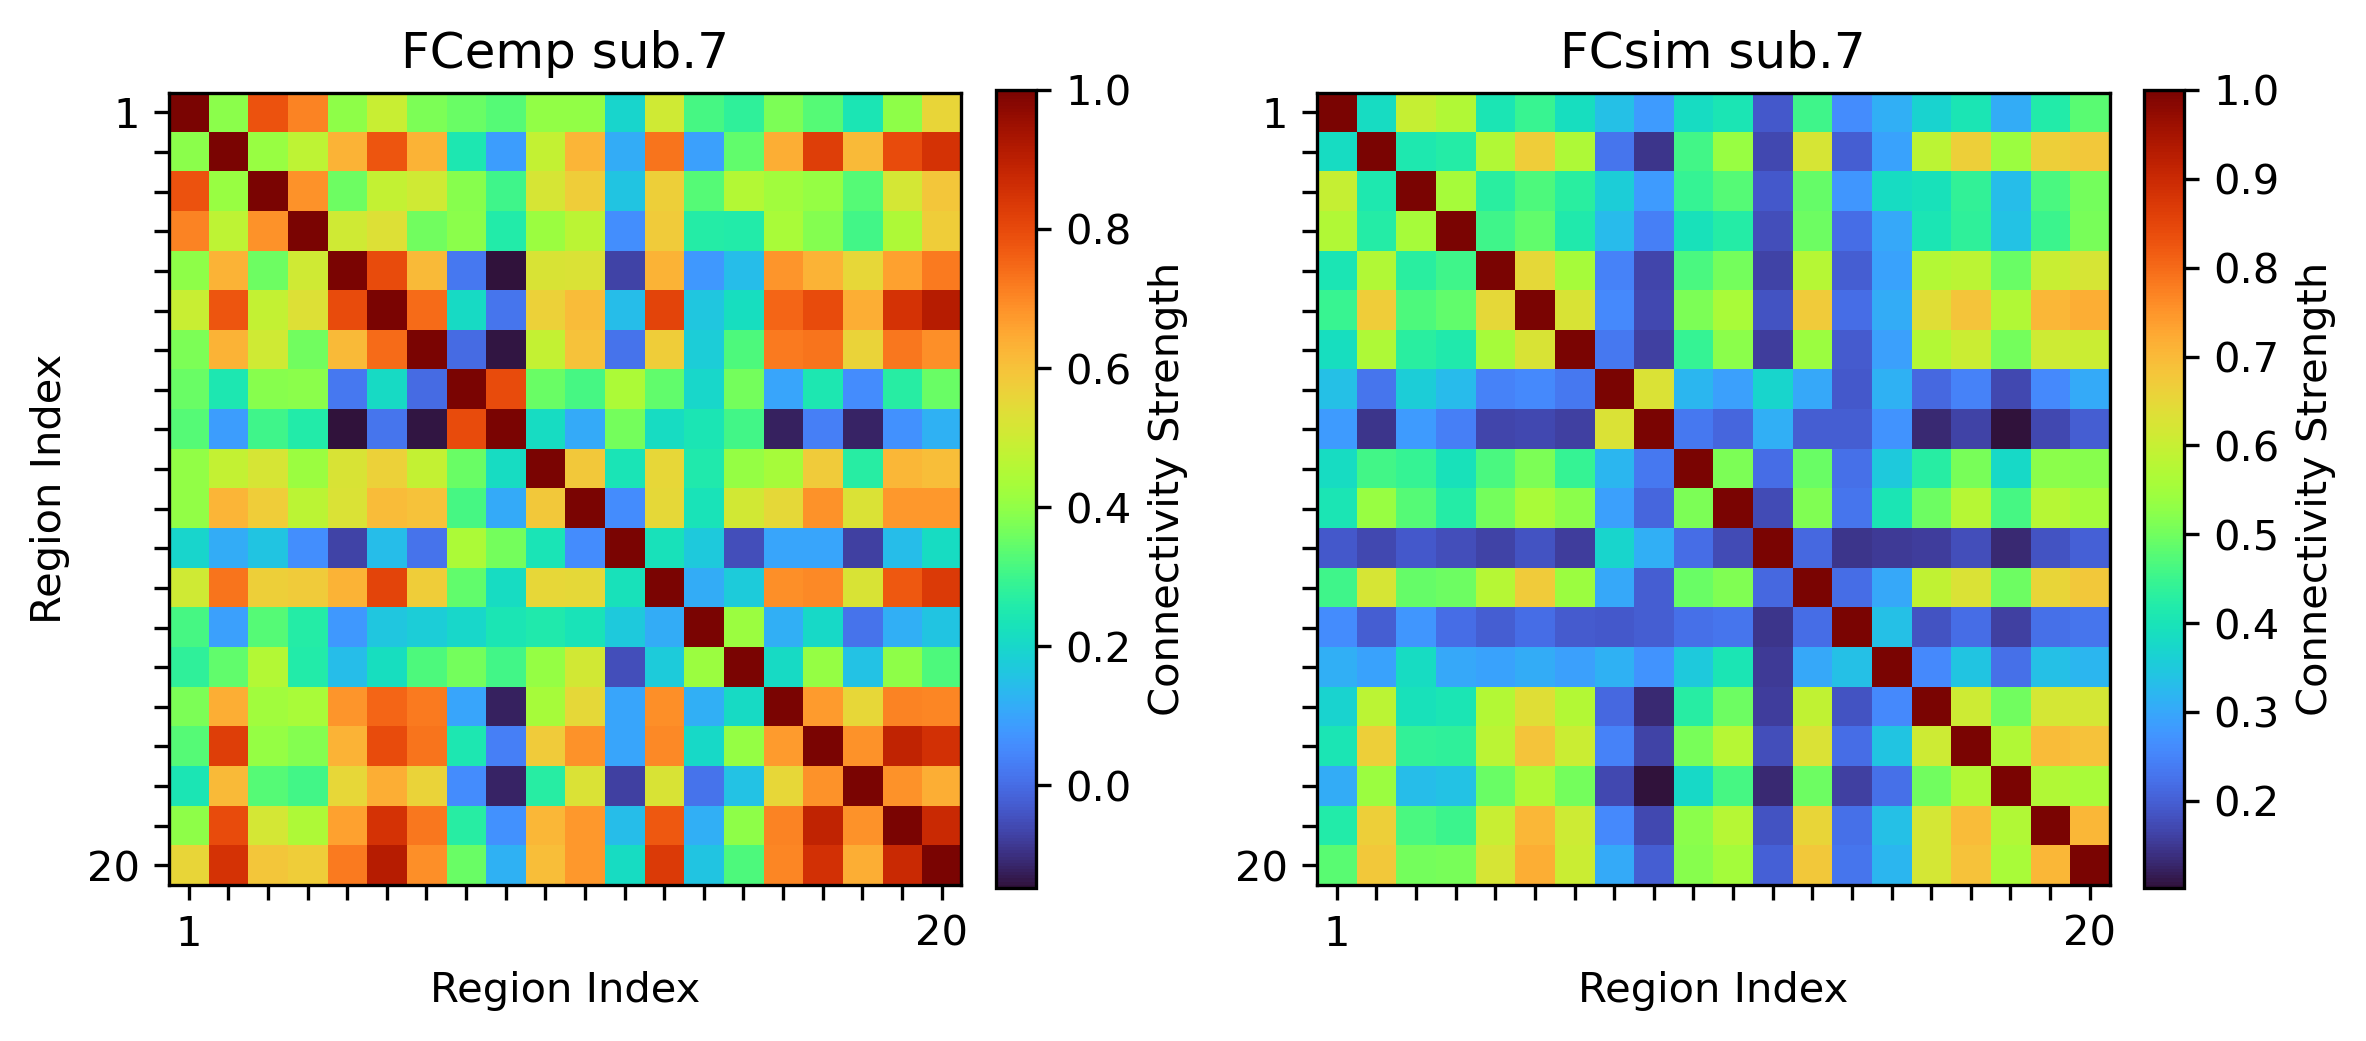 FCemp sub.7
FCsim sub.7
1
20
Region Index
1
20
Region Index
1.0
0.8
0.6
0.4
0.2
0.0
Connectivity Strength
1
20
Region Index
1
20
Region Index
1.0
0.9
0.8
0.7
0.6
0.5
0.4
0.3
0.2
Connectivity Strength